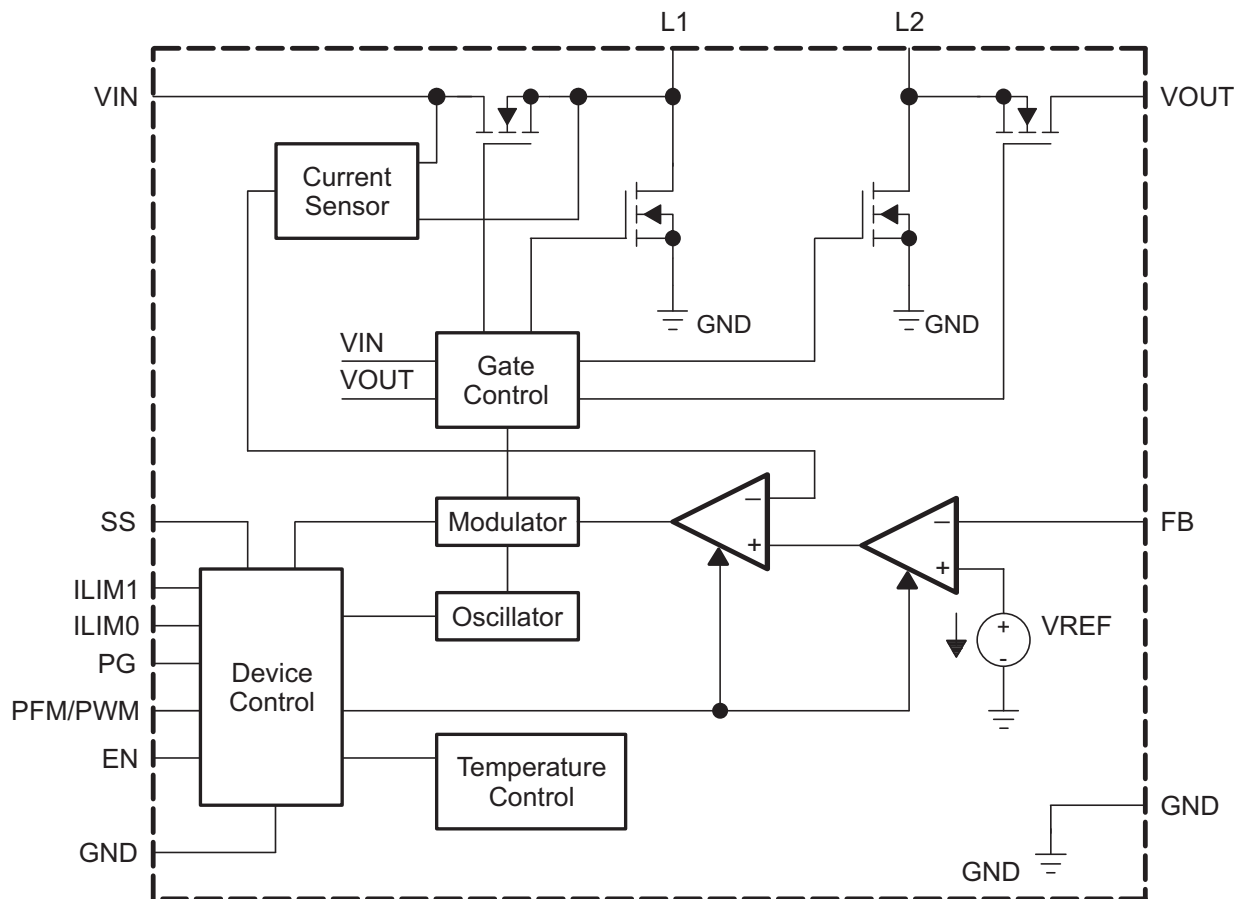 L1
L2
VIN
VOUT
Current
Sensor
GND
GND
VIN
VOUT
Gate
Control
SS
Modulator
−
+
−
+
FB
ILIM1
ILIM0
PG
PFM/PWM
EN
GND
Oscillator
Device
Control
+
-
VREF
Temperature
Control
GND
GND